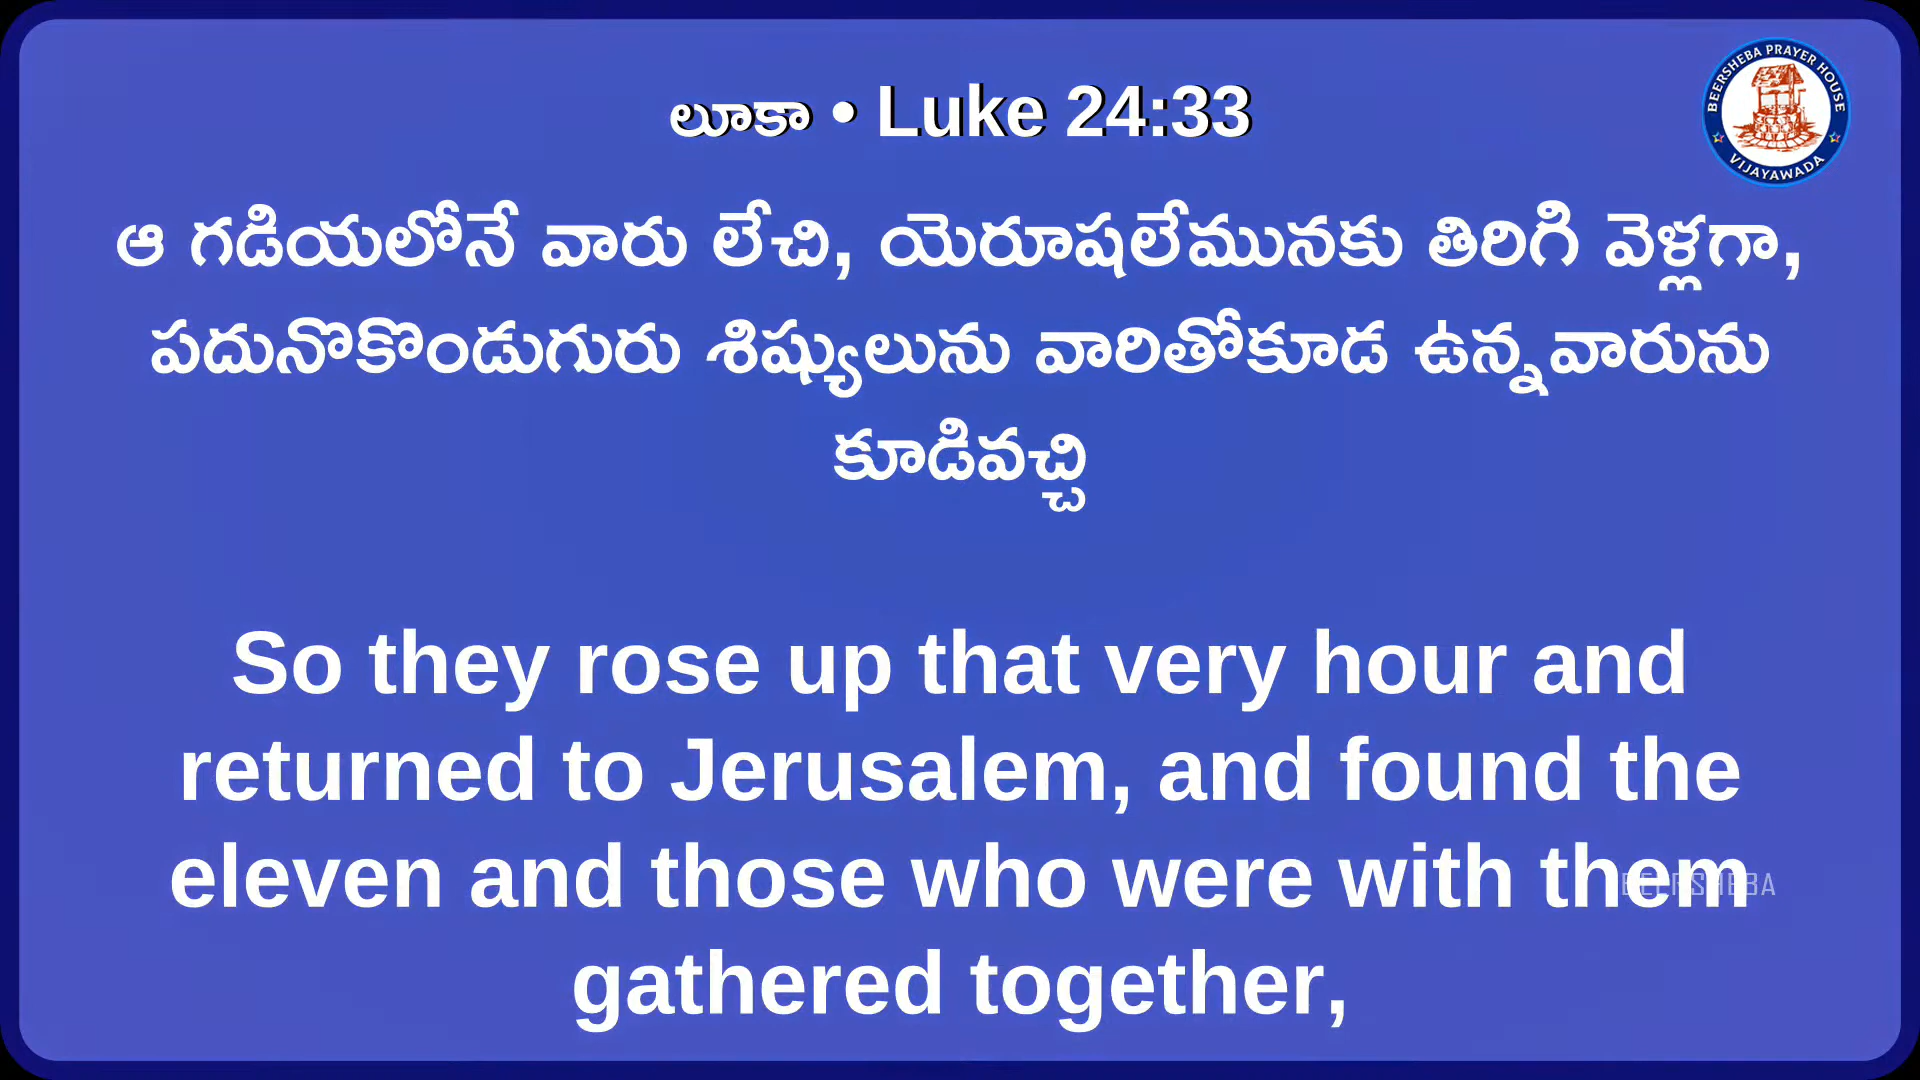 లూకా • Luke 24:33
BEERSHEBA PRAYER HOUSE
VIJAYAWADA
ఆ గడియలోనే వారు లేచి, యెరూషలేమునకు తిరిగి వెళ్లగా,
పదునొకొండుగురు శిష్యులును వారితోకూడ ఉన్నవారును
కూడివచ్చి
So they rose up that very hour and
returned to Jerusalem, and found the
eleven and those who were with them
BEERSHEBA
gathered together,